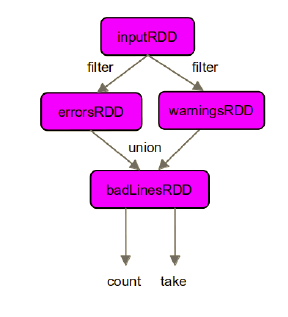 inputRDD
filter
filter
errorsRDD
warningsRDD
union
badLinesRDD
count
take